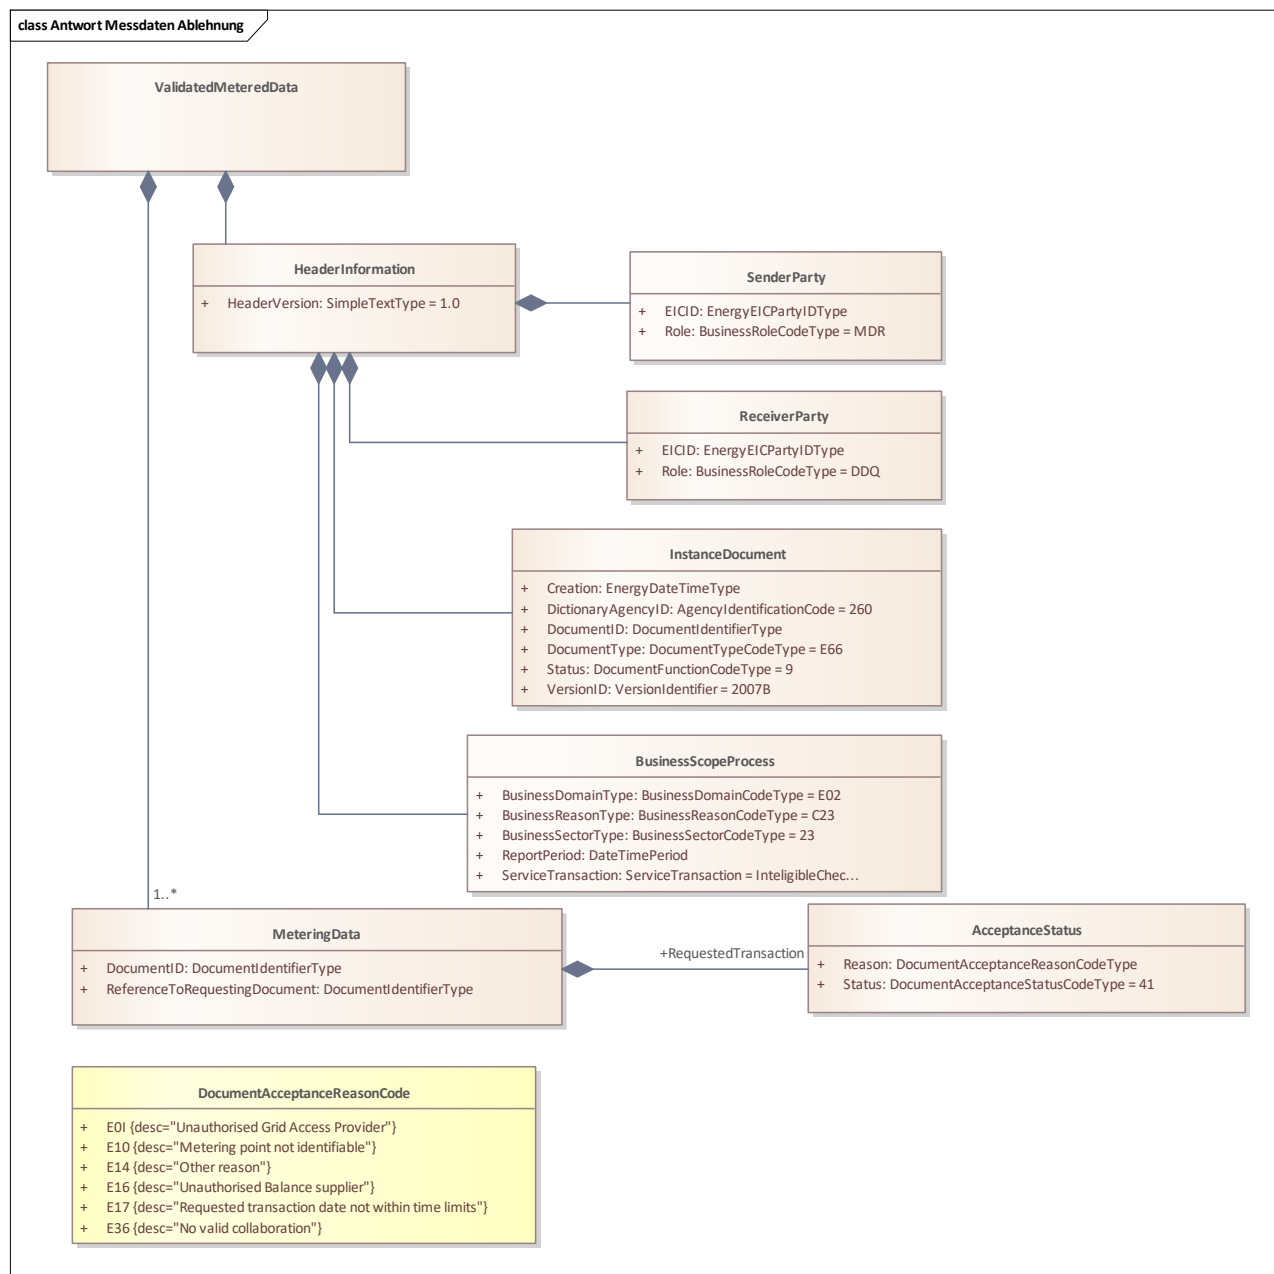 class Antwort Messdaten Ablehnung
ValidatedMeteredData
HeaderInformation
+ HeaderVersion: SimpleTextType = 1.0
SenderParty
+ EICID: EnergyEICPartyIDType
+ Role: BusinessRoleCodeType = MDR
ReceiverParty
+ EICID: EnergyEICPartyIDType
+ Role: BusinessRoleCodeType = DDQ
InstanceDocument
+ Creation: EnergyDateTimeType
+ DictionaryAgencyID: AgencyIdentificationCode = 260
+ DocumentID: DocumentIdentifierType
+ DocumentType: DocumentTypeCodeType = E66
+ Status: DocumentFunctionCodeType = 9
+ VersionID: VersionIdentifier = 2007B
BusinessScopeProcess
+ BusinessDomainType: BusinessDomainCodeType = E02
+ BusinessReasonType: BusinessReasonCodeType = C23
+ BusinessSectorType: BusinessSectorCodeType = 23
+ ReportPeriod: DateTimePeriod
+ ServiceTransaction: ServiceTransaction = InteligibleChec...
1..*
MeteringData
+ DocumentID: DocumentIdentifierType
+ ReferenceToRequestingDocument: DocumentIdentifierType
+RequestedTransaction
AcceptanceStatus
+ Reason: DocumentAcceptanceReasonCodeType
+ Status: DocumentAcceptanceStatusCodeType = 41
DocumentAcceptanceReasonCode
+ E0I {desc="Unauthorised Grid Access Provider"}
+ E10 {desc="Metering point not identifiable"}
+ E14 {desc="Other reason"}
+ E16 {desc="Unauthorised Balance supplier"}
+ E17 {desc="Requested transaction date not within time limits"}
+ E36 {desc="No valid collaboration"}